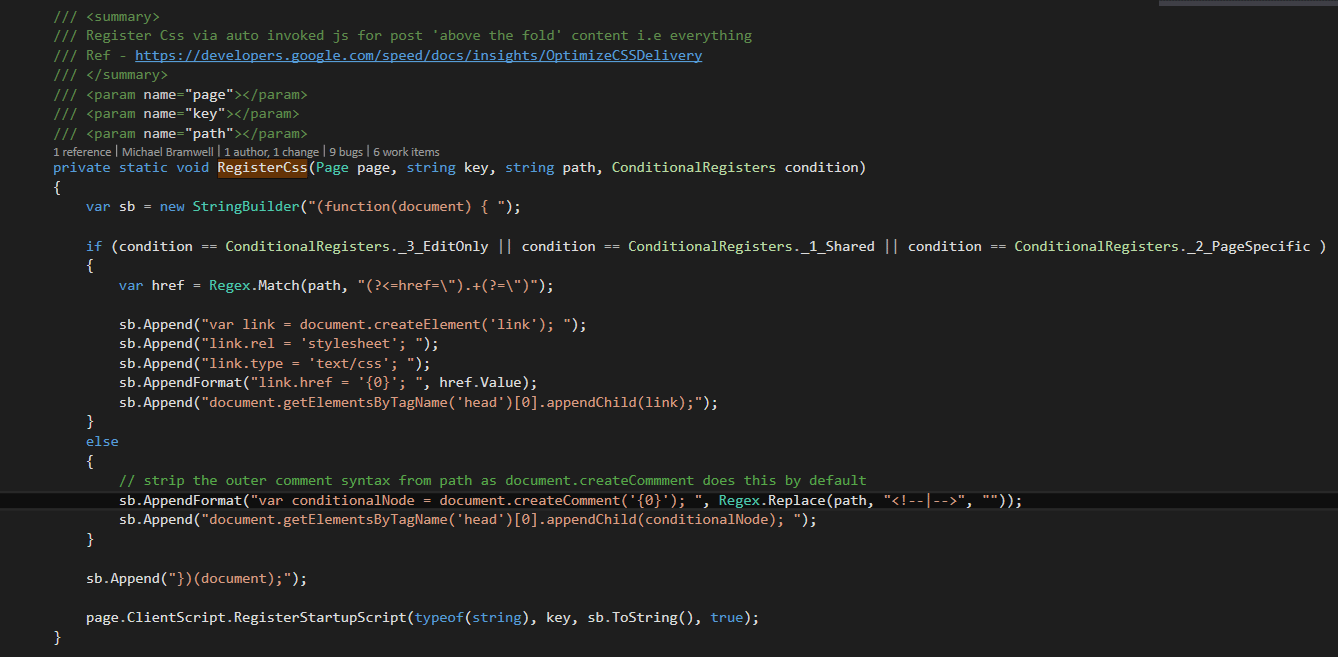 /// <summary>
/// Register Css via auto invoked js for post 'above the fold' content i.e everything
/// Ref - https://developers.google.com/speed/docs/insights/OptimizeCSSDelivery
/// </summary>
/// <param name="page"></param>
/// <param name="key"></param>
/// <param name="path"></param>
1 reference | Michael Bramwell | 1 author, 1 change | 9 bugs | 6 work items
private static void RegisterCss(Page page, string key, string path, ConditionalRegisters condition)
{
    var sb = new StringBuilder("(function(document) { ");

    if (condition == ConditionalRegisters._3_EditOnly || condition == ConditionalRegisters._1_Shared || condition == ConditionalRegisters._2_PageSpecific )
    {
        var href = Regex.Match(path, "(?<=href=\").+(?=\")");

        sb.Append("var link = document.createElement('link'); ");
        sb.Append("link.rel = 'stylesheet'; ");
        sb.Append("link.type = 'text/css'; ");
        sb.AppendFormat("link.href = '{0}'; ", href.Value);
        sb.Append("document.getElementsByTagName('head')[0].appendChild(link);");
    }
    else
    {
        // strip the outer comment syntax from path as document.createCommment does this by default
        sb.AppendFormat("var conditionalNode = document.createComment('{0}'); ", Regex.Replace(path, "<!--|-->", ""));
        sb.Append("document.getElementsByTagName('head')[0].appendChild(conditionalNode); ");
    }

    sb.Append("})(document);");

    page.ClientScript.RegisterStartupScript(typeof(string), key, sb.ToString(), true);
}